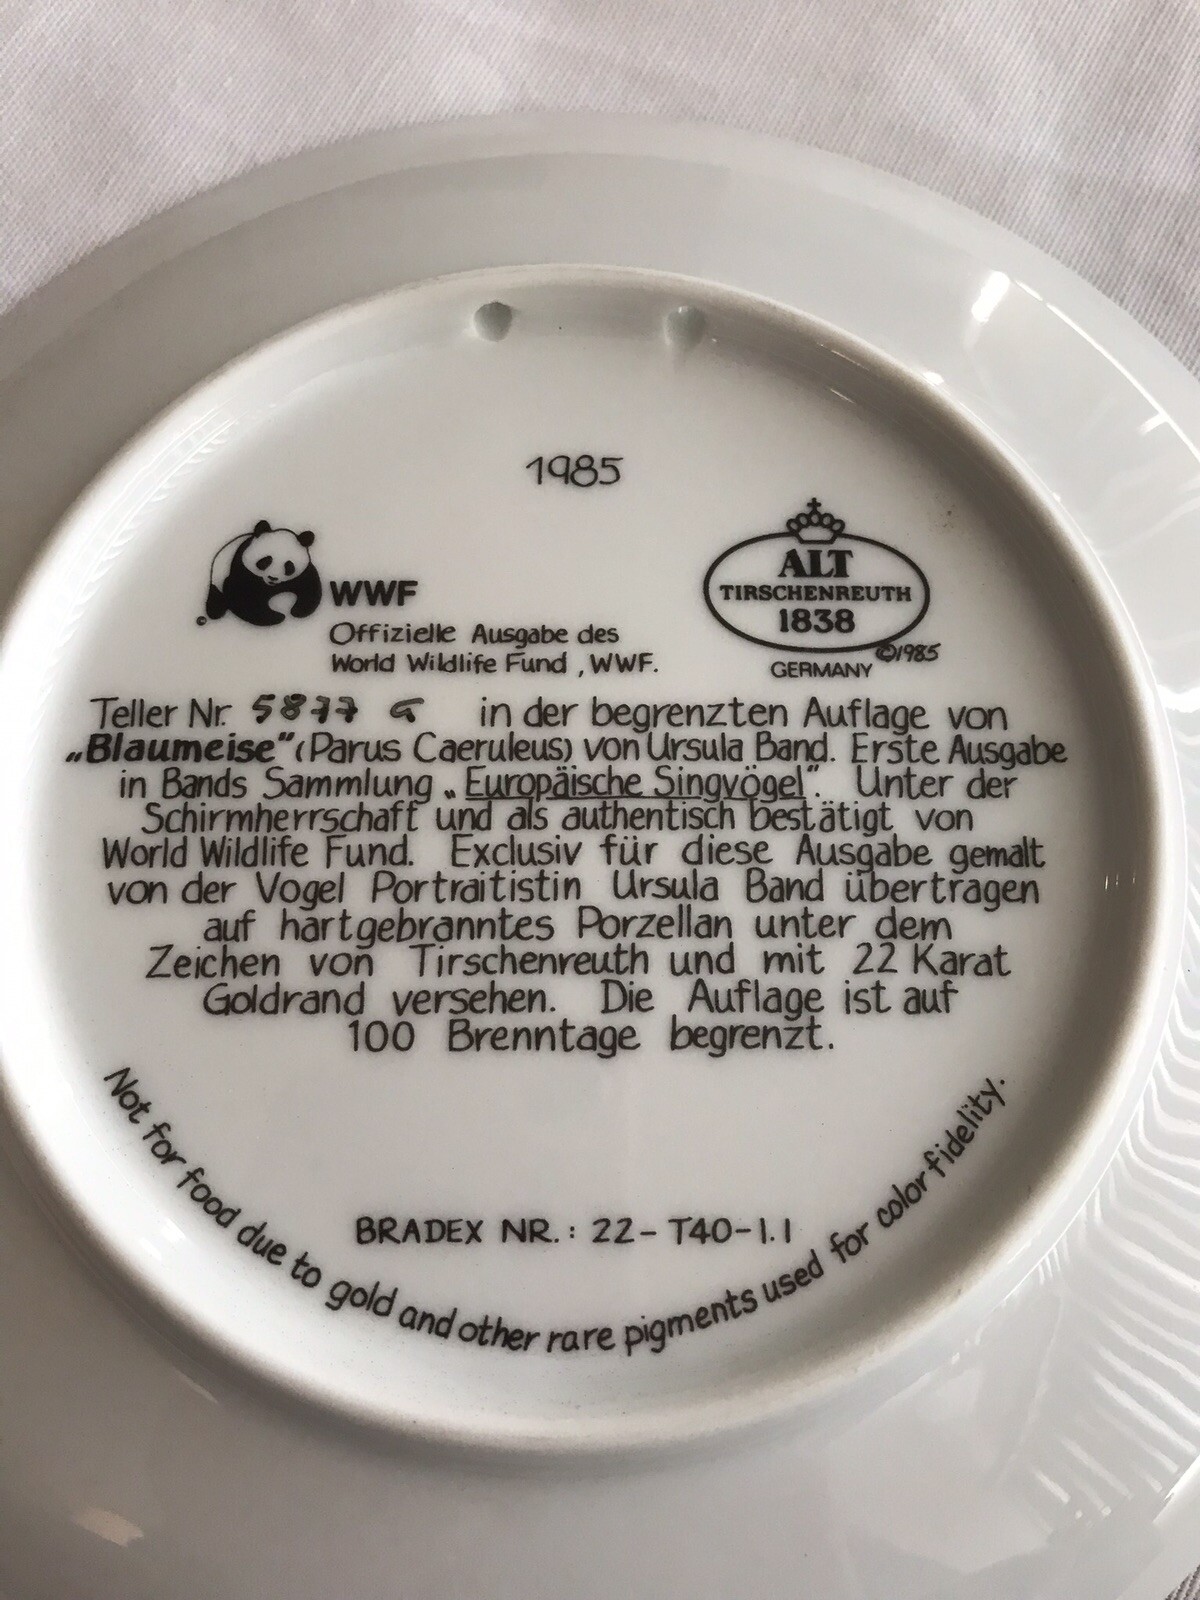 1985
WWF
©
Offizielle Ausgabe des
World Wildlife Fund, WWF.
ALT
TIRSCHENREUTH
1838
©1985
GERMANY
Teller Nr. 5877 G in der begrenzten Auflage von
„Blaumeise“ (Parus Caeruleus) von Ursula Band. Erste Ausgabe
in Bands Sammlung „Europäische Singvögel“. Unter der
Schirmherrschaft und als authentisch bestätigt von
World Wildlife Fund. Exclusiv für diese Ausgabe gemalt
von der Vogel Portraitistin Ursula Band übertragen
auf hartgebranntes Porzellan unter dem
Zeichen von Tirschenreuth und mit 22 Karat
Goldrand versehen. Die Auflage ist auf
100 Brenntage begrenzt.
BRADEX NR.: 22-T40-1.1
Not for food due to gold and other rare pigments used for color fidelity.